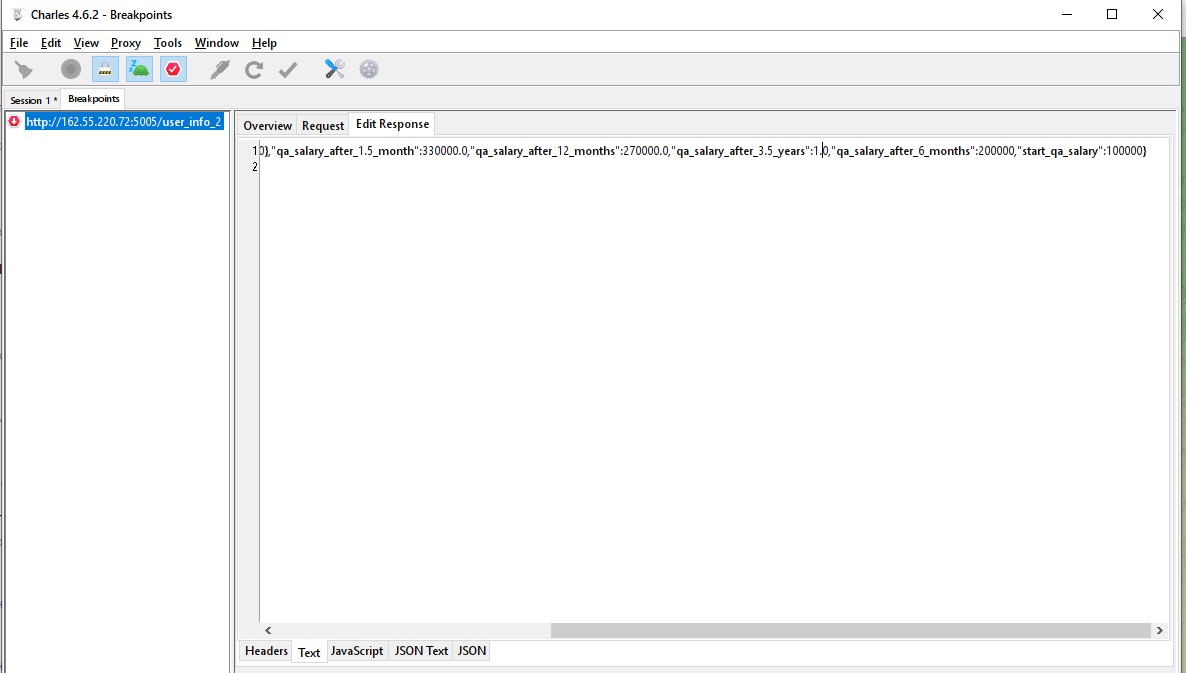 Charles 4.6.2 - Breakpoints
File Edit View Proxy Tools Window Help
Session 1 * Breakpoints
http://162.55.220.72:5005/user_info_2
Overview Request Edit Response
1 0},"qa_salary_after_1.5_month":330000.0,"qa_salary_after_12_months":270000.0,"qa_salary_after_3.5_years":1.0,"qa_salary_after_6_months":200000,"start_qa_salary":100000}
2
Headers Text JavaScript JSON Text JSON